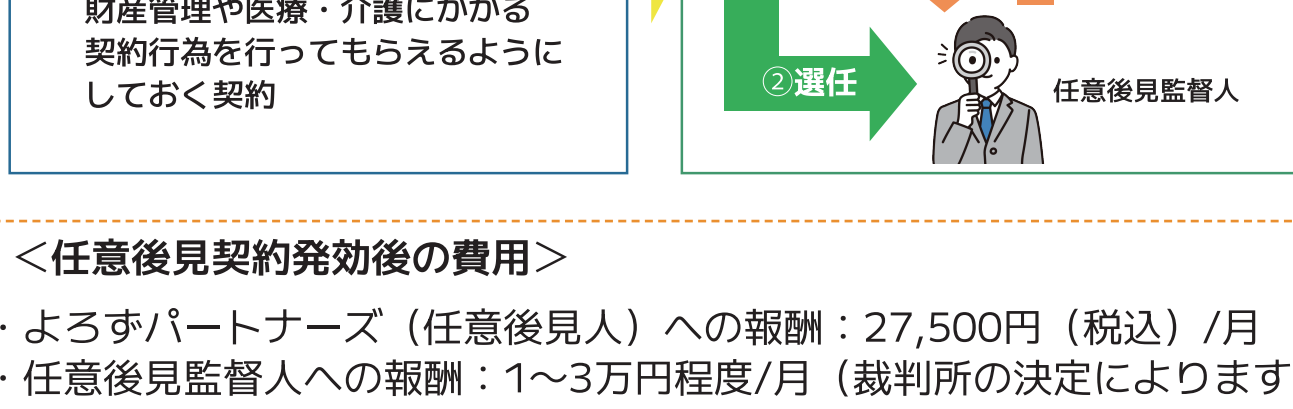 財産管理や医療・介護にかかる
契約行為を行ってもらえるように
しておく契約
②選任
任意後見監督人
＜任意後見契約発効後の費用＞
・よろずパートナーズ（任意後見人）への報酬：27,500円（税込）/月
・任意後見監督人への報酬：1〜3万円程度/月（裁判所の決定によります